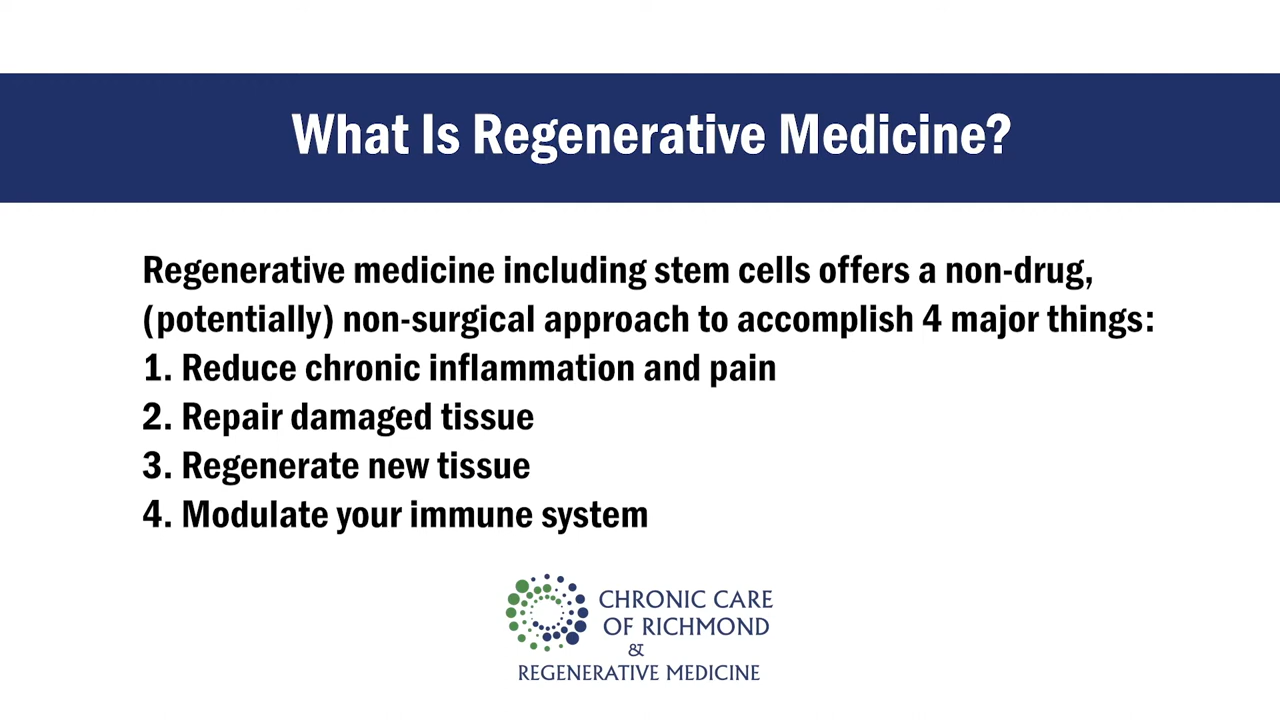 What Is Regenerative Medicine?
Regenerative medicine including stem cells offers a non-drug,
(potentially) non-surgical approach to accomplish 4 major things:
1. Reduce chronic inflammation and pain
2. Repair damaged tissue
3. Regenerate new tissue
4. Modulate your immune system
CHRONIC CARE
OF RICHMOND
&
REGENERATIVE MEDICINE